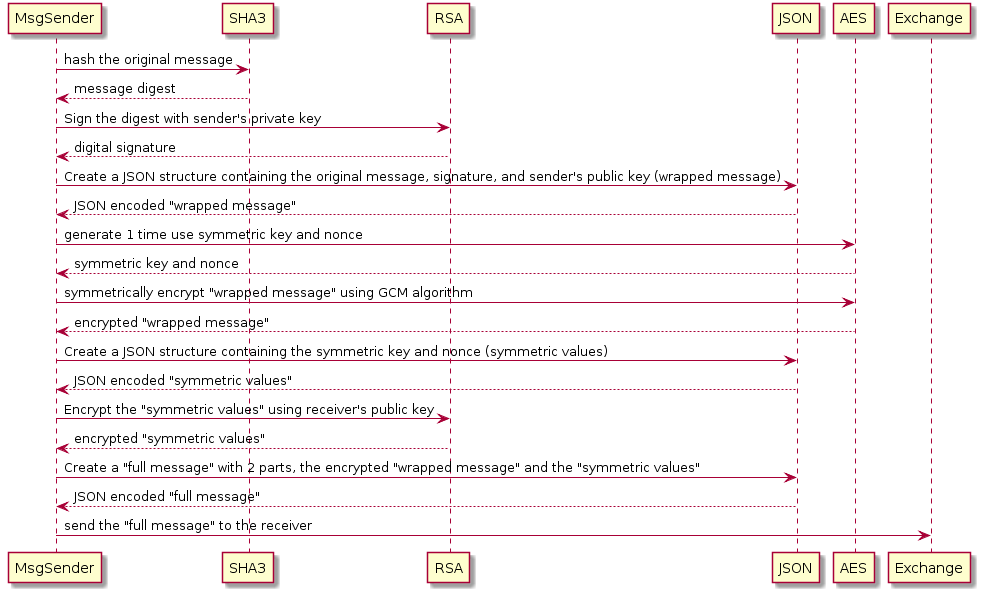 MsgSender SHA3 RSA JSON AES Exchange
hash the original message
message digest
Sign the digest with sender's private key
digital signature
Create a JSON structure containing the original message, signature, and sender's public key (wrapped message)
JSON encoded "wrapped message"
generate 1 time use symmetric key and nonce
symmetric key and nonce
symmetrically encrypt "wrapped message" using GCM algorithm
encrypted "wrapped message"
Create a JSON structure containing the symmetric key and nonce (symmetric values)
JSON encoded "symmetric values"
Encrypt the "symmetric values" using receiver's public key
encrypted "symmetric values"
Create a "full message" with 2 parts, the encrypted "wrapped message" and the "symmetric values"
JSON encoded "full message"
send the "full message" to the receiver
MsgSender SHA3 RSA JSON AES Exchange